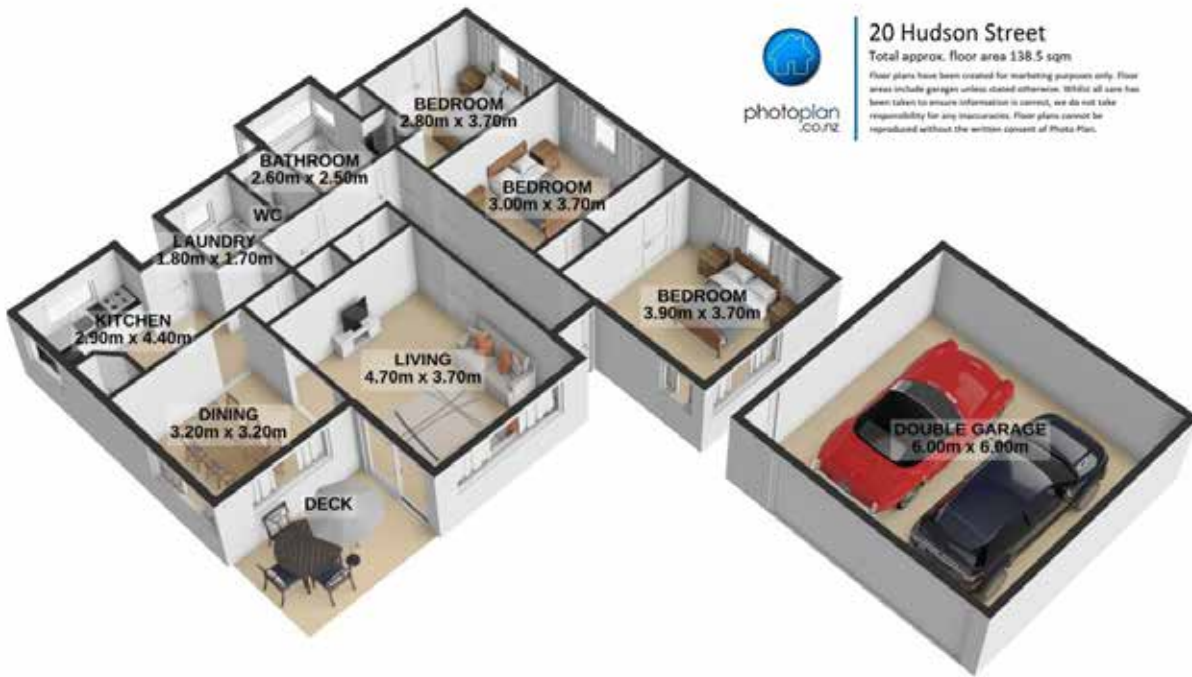 photoplan
.co.nz
20 Hudson Street
Total approx. floor area 138.5 sqm
Floor plans have been created for marketing purposes only. Floor
areas include garages unless stated otherwise. Whilst all care has
been taken to ensure information is correct, we do not take
responsibility for any inaccuracies. Floor plans cannot be
reproduced without the written consent of Photo Plan.
BEDROOM
2.80m x 3.70m
BATHROOM
2.60m x 2.50m
BEDROOM
3.00m x 3.70m
WC
LAUNDRY
1.80m x 1.70m
BEDROOM
3.90m x 3.70m
KITCHEN
2.90m x 4.40m
LIVING
4.70m x 3.70m
DINING
3.20m x 3.20m
DOUBLE GARAGE
6.00m x 6.00m
DECK